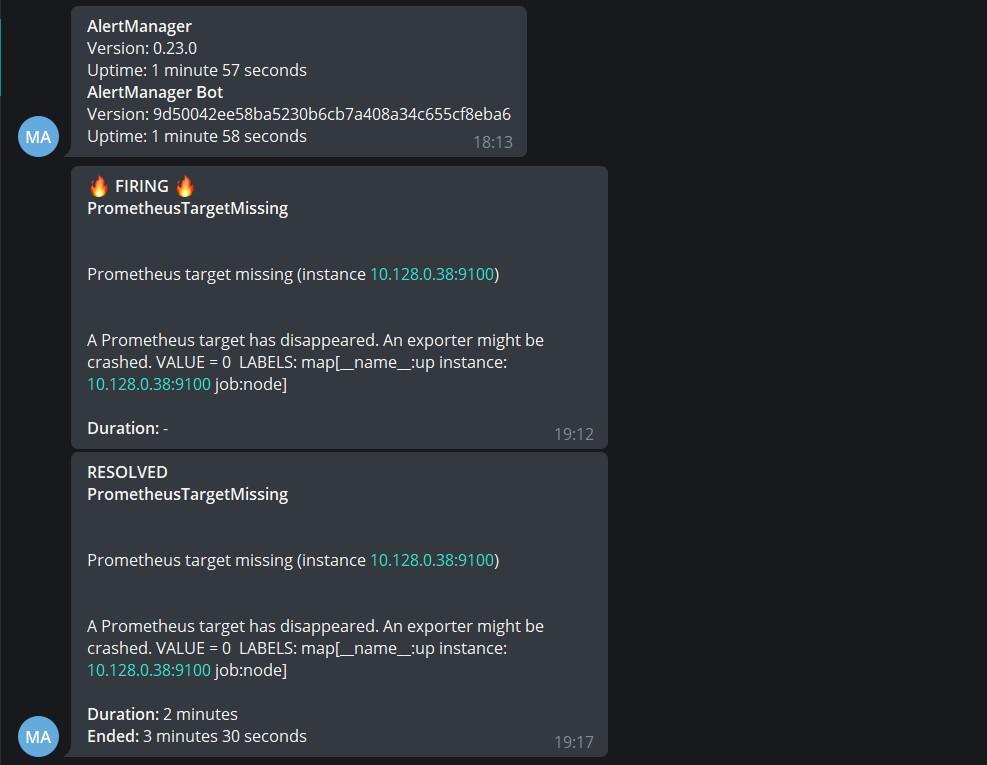 AlertManager
Version: 0.23.0
Uptime: 1 minute 57 seconds
AlertManager Bot
Version: 9d50042ee58ba5230b6cb7a408a34c655cf8eba6
Uptime: 1 minute 58 seconds
18:13
MA
🔥 FIRING 🔥
PrometheusTargetMissing
Prometheus target missing (instance 10.128.0.38:9100)
A Prometheus target has disappeared. An exporter might be
crashed. VALUE = 0  LABELS: map[__name__:up instance:
10.128.0.38:9100 job:node]
Duration: -
19:12
RESOLVED
PrometheusTargetMissing
Prometheus target missing (instance 10.128.0.38:9100)
A Prometheus target has disappeared. An exporter might be
crashed. VALUE = 0  LABELS: map[__name__:up instance:
10.128.0.38:9100 job:node]
Duration: 2 minutes
Ended: 3 minutes 30 seconds
19:17
MA